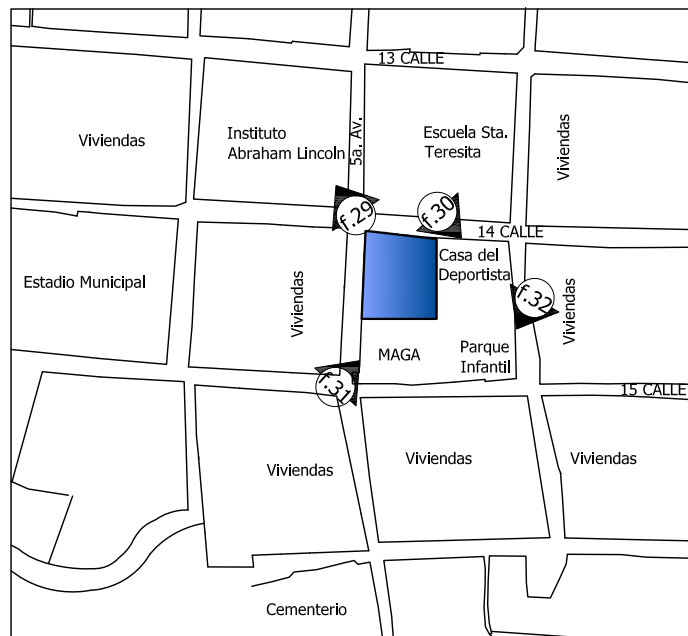 13 CALLE
Viviendas
Instituto
Abraham Lincoln
5a. Av.
Escuela Sta.
Teresita
Viviendas
f.29
f.30
14 CALLE
Estadio Municipal
Viviendas
Casa del
Deportista
f.32
Viviendas
MAGA
Parque
Infantil
f.31
15 CALLE
Viviendas
Viviendas
Viviendas
Cementerio